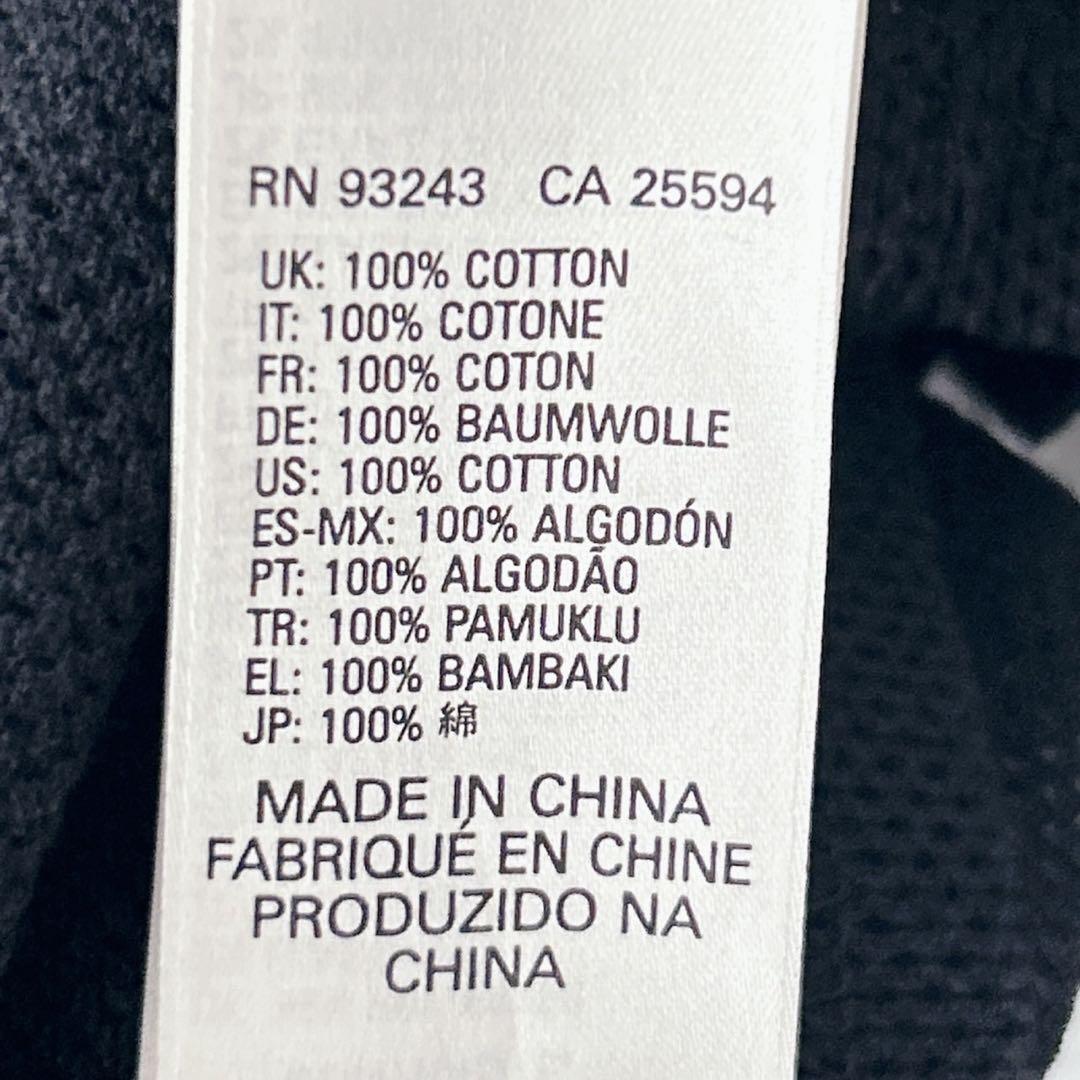 RN 93243 CA 25594
UK: 100% COTTON
IT: 100% COTONE
FR: 100% COTON
DE: 100% BAUMWOLLE
US: 100% COTTON
ES-MX: 100% ALGODÓN
PT: 100% ALGODÃO
TR: 100% PAMUKLU
EL: 100% BAMBAKI
JP: 100% 綿
MADE IN CHINA
FABRIQUÉ EN CHINE
PRODUZIDO NA
CHINA